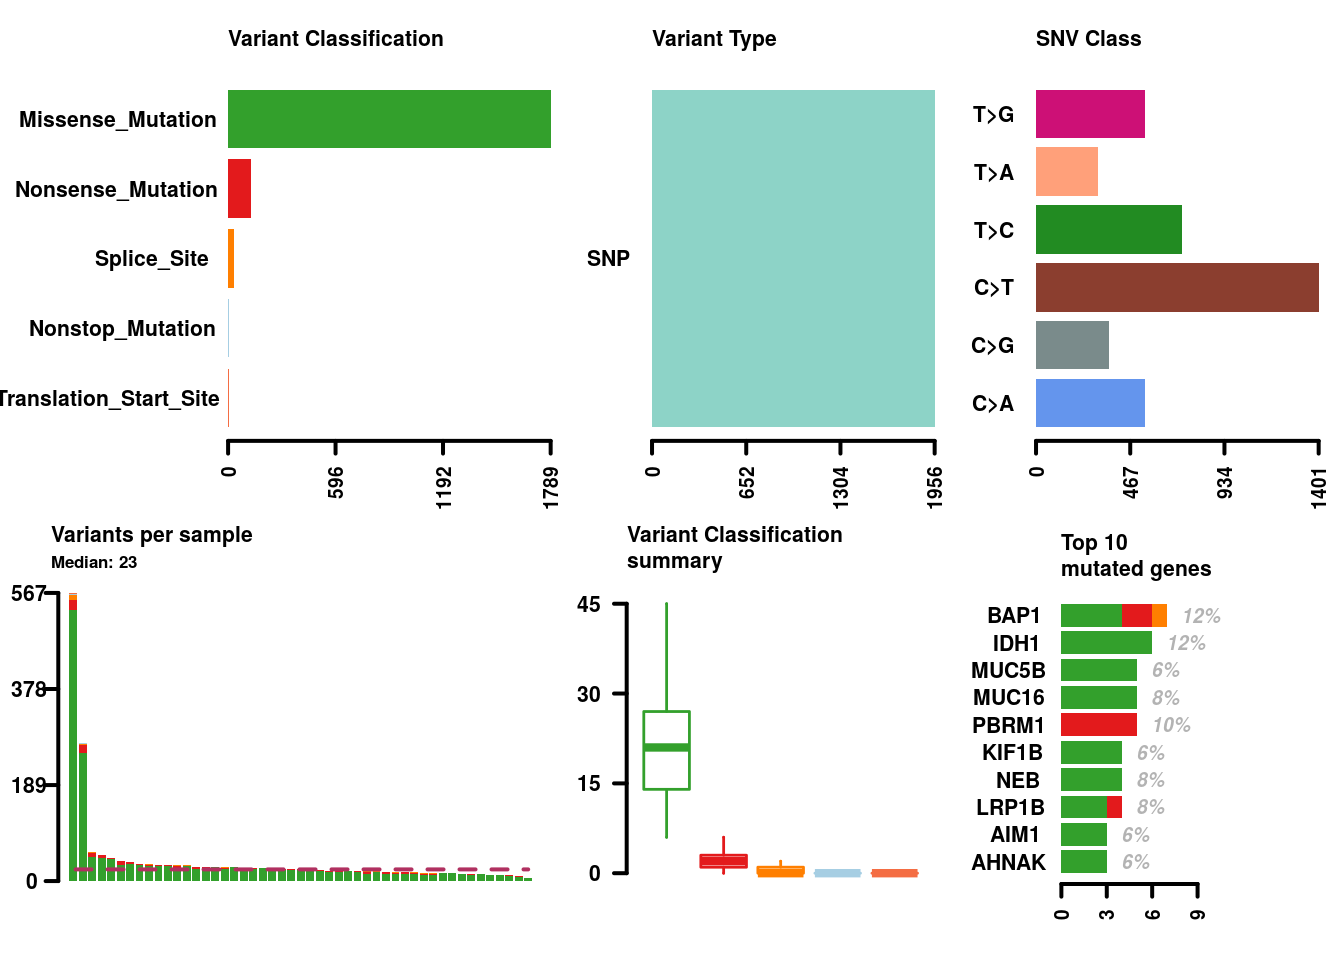 Variant Classification
Missense_Mutation
Nonsense_Mutation
Splice_Site
Nonstop_Mutation
Translation_Start_Site
0
596
1192
1789
Variant Type
SNP
0
652
1304
1956
SNV Class
T>G
T>A
T>C
C>T
C>G
C>A
0
467
934
1401
Variants per sample
Median: 23
567
378
189
0
Variant Classification
summary
45
30
15
0
Top 10
mutated genes
BAP1 12%
IDH1 12%
MUC5B 6%
MUC16 8%
PBRM1 10%
KIF1B 6%
NEB 8%
LRP1B 8%
AIM1 6%
AHNAK 6%
0
3
6
9